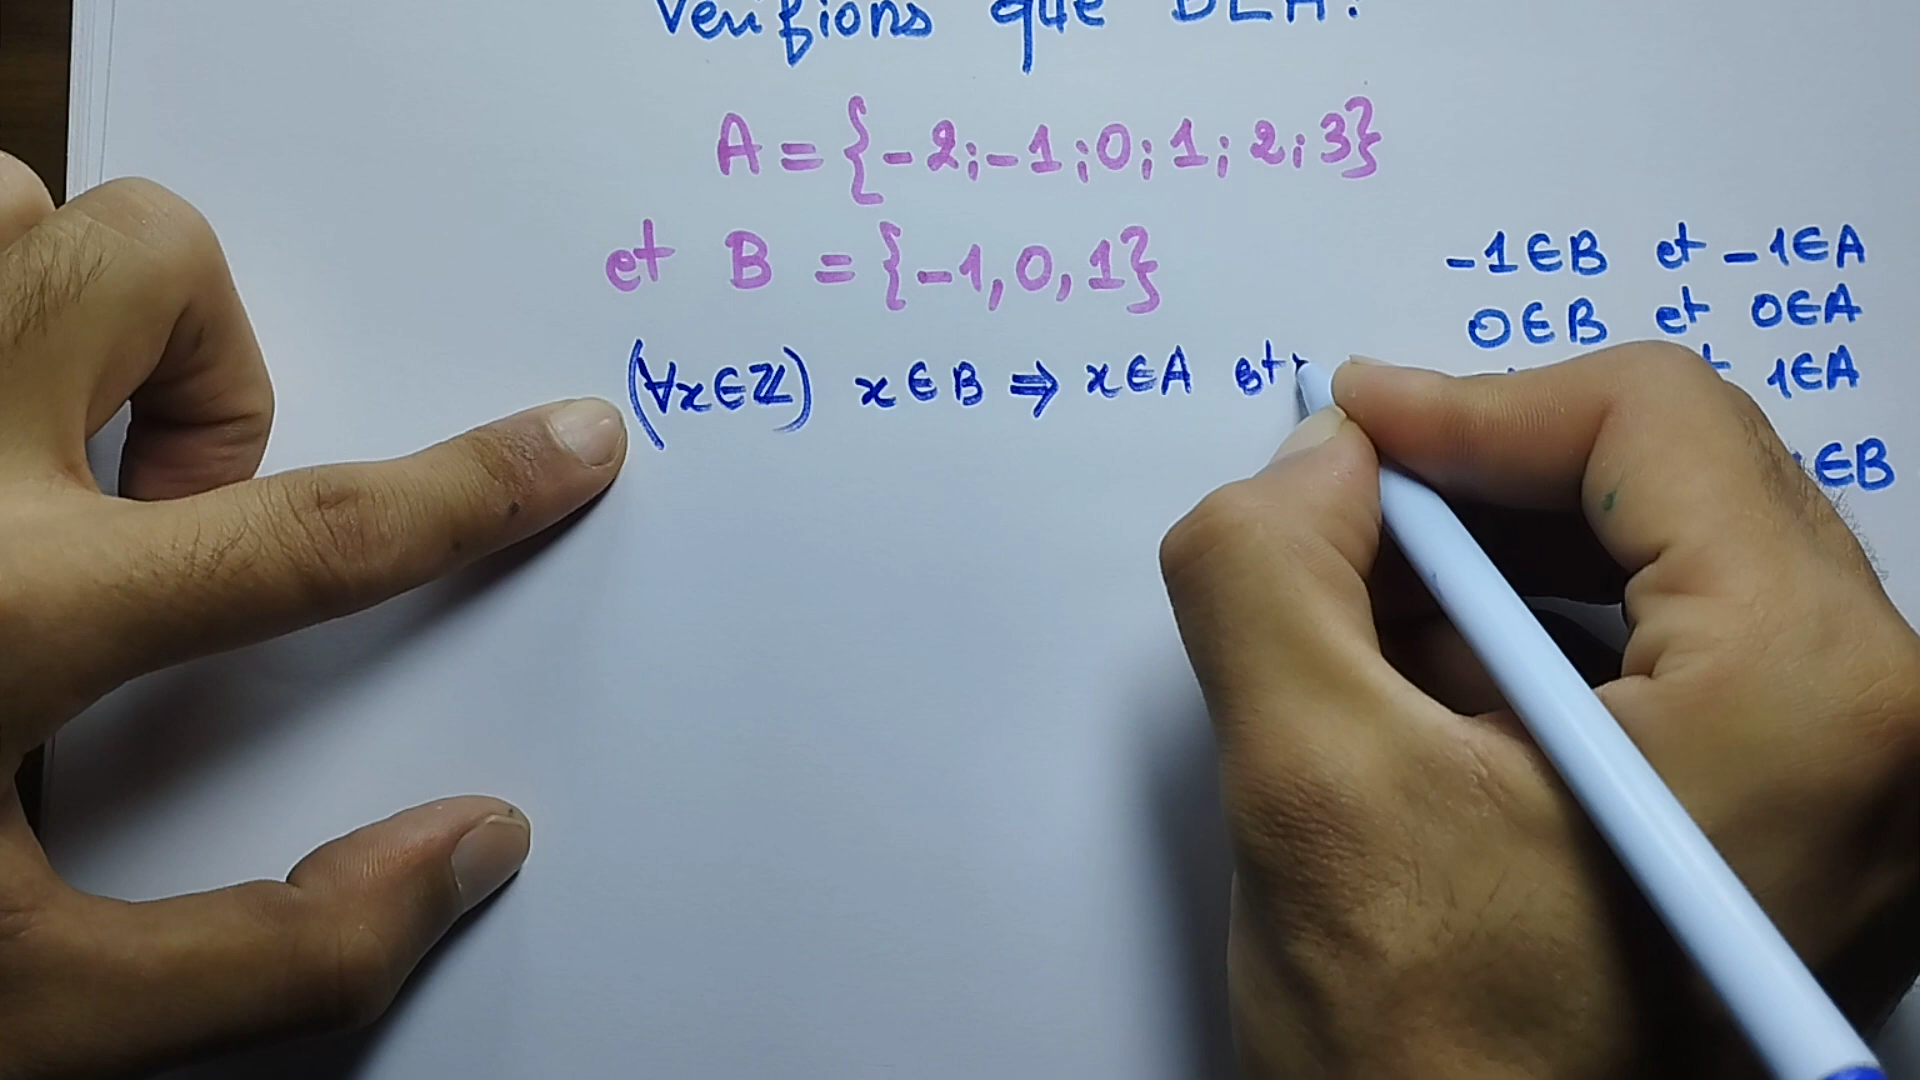 Vérifions que B⊂A.
A = {-2;-1;0;1;2;3}
et B = {-1,0,1}
-1∈B et -1∈A
0∈B et 0∈A
1∈A
(∀x∈ℤ) x∈B ⇒ x∈A et
∈B